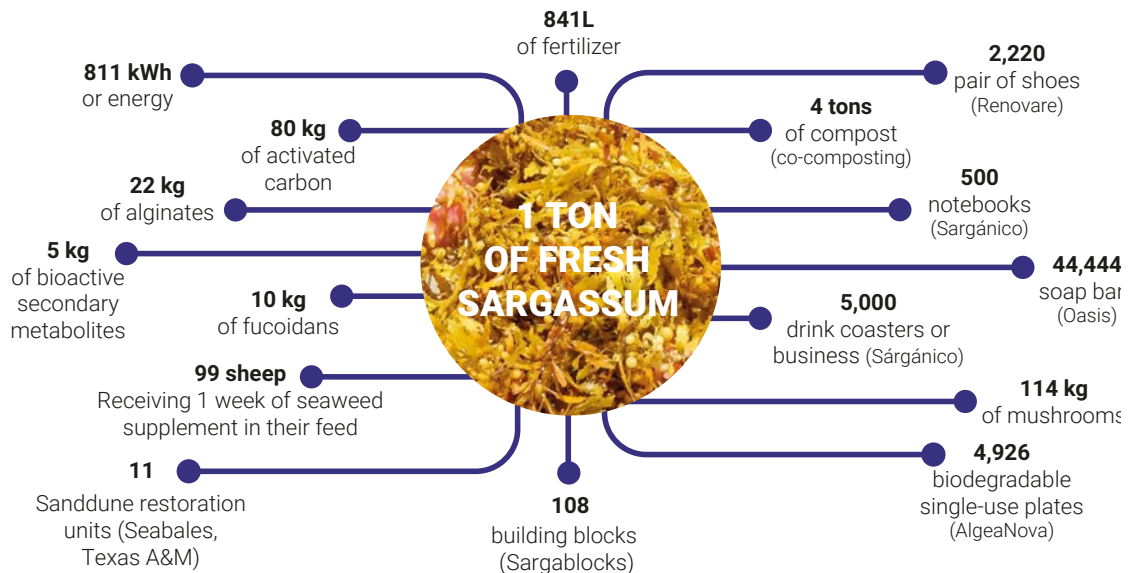 841L
of fertilizer
811 kWh
or energy
2,220
pair of shoes
(Renovare)
80 kg
of activated
carbon
4 tons
of compost
(co-composting)
22 kg
of alginates
500
notebooks
(Sargánico)
5 kg
of bioactive
secondary
metabolites
1 TON
OF FRESH
SARGASSUM
44,444
soap bar
(Oasis)
10 kg
of fucoidans
5,000
drink coasters or
business (Sárgánico)
99 sheep
Receiving 1 week of seaweed
supplement in their feed
114 kg
of mushrooms
11
Sanddune restoration
units (Seabales,
Texas A&M)
108
building blocks
(Sargablocks)
4,926
biodegradable
single-use plates
(AlgeaNova)